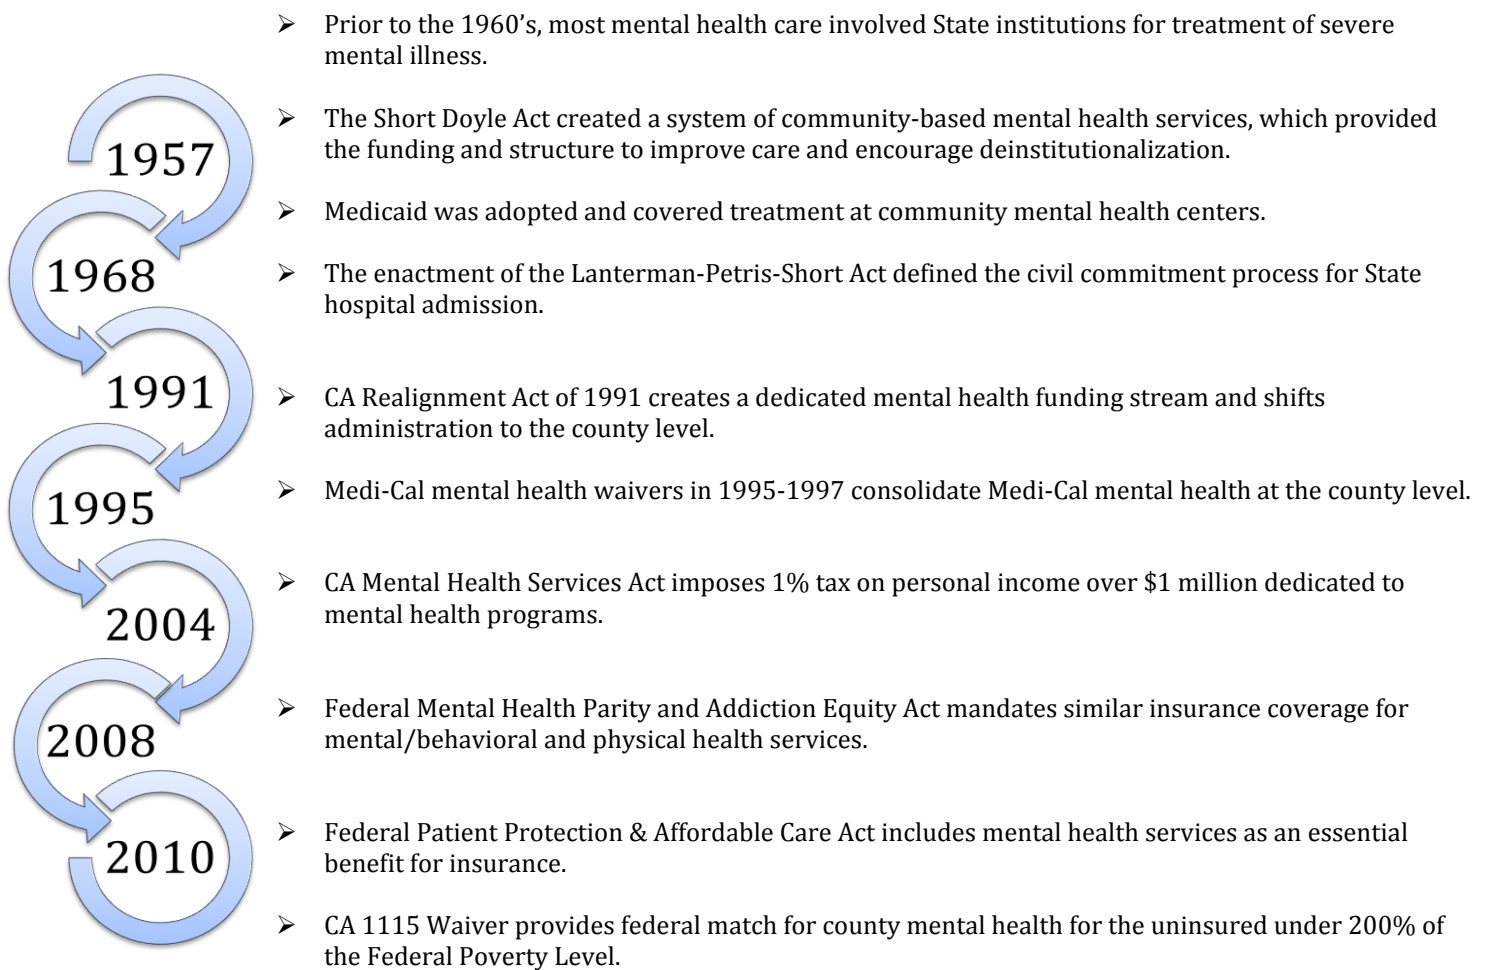 ➢ Prior to the 1960’s, most mental health care involved State institutions for treatment of severe
mental illness.
1957
➢ The Short Doyle Act created a system of community-based mental health services, which provided
the funding and structure to improve care and encourage deinstitutionalization.
➢ Medicaid was adopted and covered treatment at community mental health centers.
1968
➢ The enactment of the Lanterman-Petris-Short Act defined the civil commitment process for State
hospital admission.
1991
➢ CA Realignment Act of 1991 creates a dedicated mental health funding stream and shifts
administration to the county level.
1995
➢ Medi-Cal mental health waivers in 1995-1997 consolidate Medi-Cal mental health at the county level.
2004
➢ CA Mental Health Services Act imposes 1% tax on personal income over $1 million dedicated to
mental health programs.
2008
➢ Federal Mental Health Parity and Addiction Equity Act mandates similar insurance coverage for
mental/behavioral and physical health services.
2010
➢ Federal Patient Protection & Affordable Care Act includes mental health services as an essential
benefit for insurance.
➢ CA 1115 Waiver provides federal match for county mental health for the uninsured under 200% of
the Federal Poverty Level.